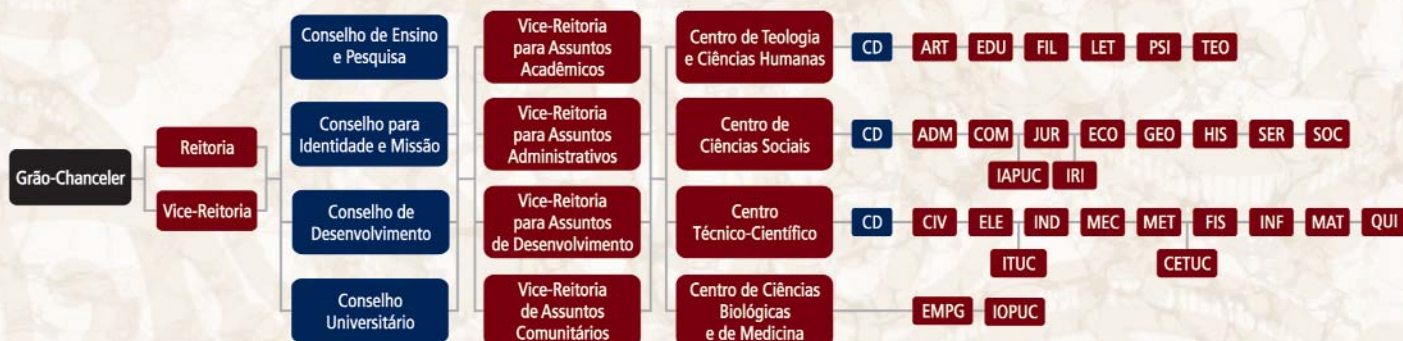 Grão-Chanceler
Reitoria
Vice-Reitoria
Conselho de Ensino
e Pesquisa
Conselho para
Identidade e Missão
Conselho de
Desenvolvimento
Conselho
Universitário
Vice-Reitoria
para Assuntos
Acadêmicos
Vice-Reitoria
para Assuntos
Administrativos
Vice-Reitoria
para Assuntos
de Desenvolvimento
Vice-Reitoria
de Assuntos
Comunitários
Centro de Teologia
e Ciências Humanas
CD ART EDU FIL LET PSI TEO
Centro de
Ciências Sociais
CD ADM COM JUR ECO GEO HIS SER SOC
IAPUC IRI
Centro
Técnico-Científico
CD CIV ELE IND MEC MET FIS INF MAT QUI
ITUC CETUC
Centro de Ciências
Biológicas
e de Medicina
EMPG IOPUC